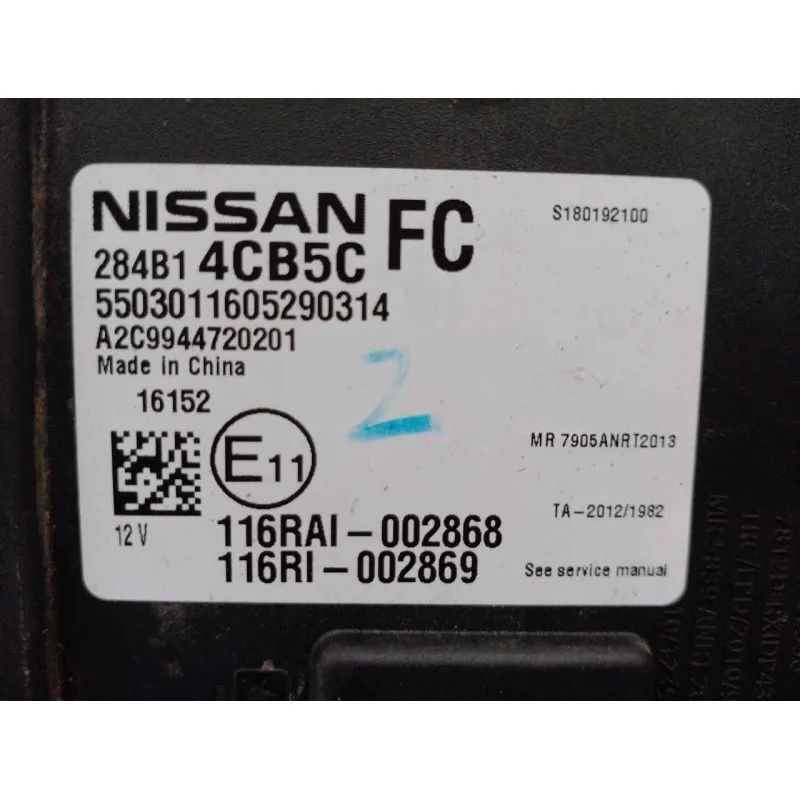 NISSAN FC
284B1 4CB5C
5503011605290314
A2C9944720201
Made in China
16152
E11
12 V
116RAI-002868
116RI-002869
S180192100
2
MR 7905ANRT2013
TA-2012/1982
See service manual